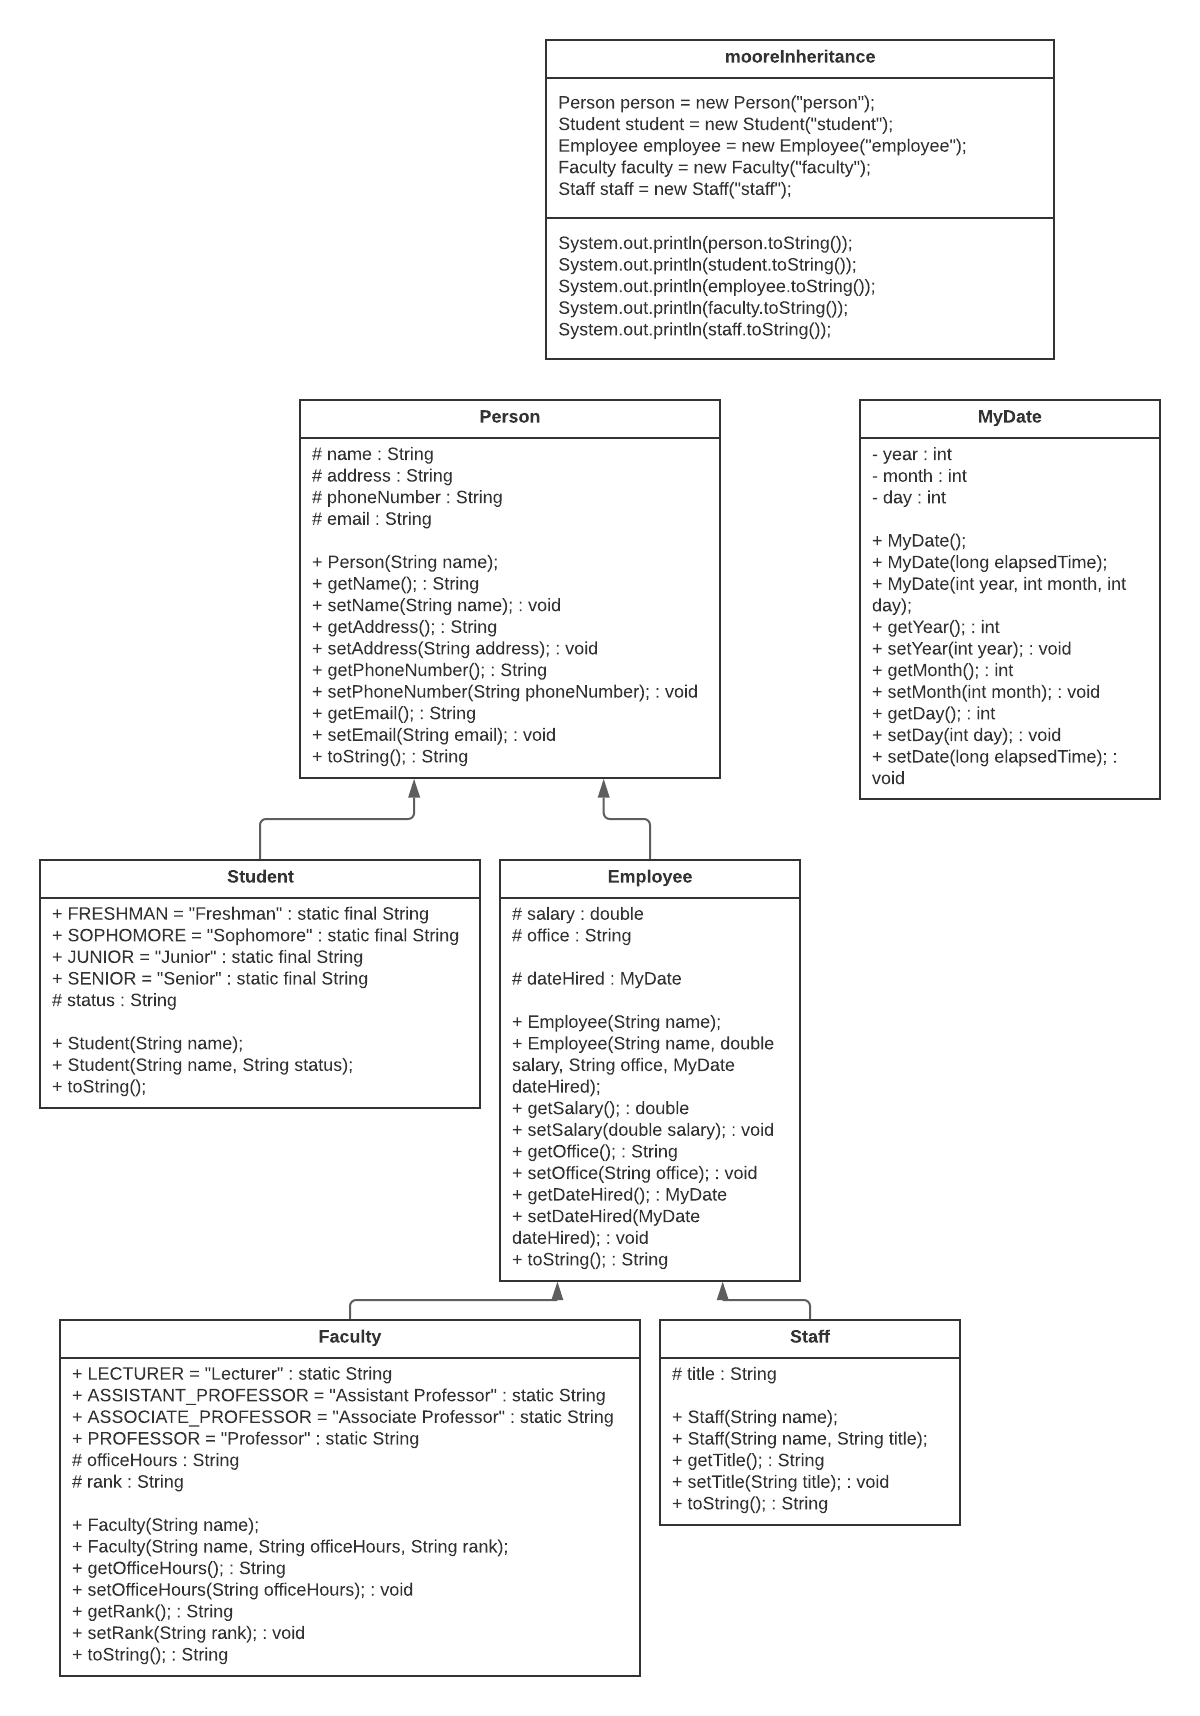 mooreInheritance
Person person = new Person("person");
Student student = new Student("student");
Employee employee = new Employee("employee");
Faculty faculty = new Faculty("faculty");
Staff staff = new Staff("staff");
System.out.println(person.toString());
System.out.println(student.toString());
System.out.println(employee.toString());
System.out.println(faculty.toString());
System.out.println(staff.toString());
Person
# name : String
# address : String
# phoneNumber : String
# email : String
+ Person(String name);
+ getName(); : String
+ setName(String name); : void
+ getAddress(); : String
+ setAddress(String address); : void
+ getPhoneNumber(); : String
+ setPhoneNumber(String phoneNumber); : void
+ getEmail(); : String
+ setEmail(String email); : void
+ toString(); : String
MyDate
- year : int
- month : int
- day : int
+ MyDate();
+ MyDate(long elapsedTime);
+ MyDate(int year, int month, int
day);
+ getYear(); : int
+ setYear(int year); : void
+ getMonth(); : int
+ setMonth(int month); : void
+ getDay(); : int
+ setDay(int day); : void
+ setDate(long elapsedTime); :
void
Student
+ FRESHMAN = "Freshman" : static final String
+ SOPHOMORE = "Sophomore" : static final String
+ JUNIOR = "Junior" : static final String
+ SENIOR = "Senior" : static final String
# status : String
+ Student(String name);
+ Student(String name, String status);
+ toString();
Employee
# salary : double
# office : String
# dateHired : MyDate
+ Employee(String name);
+ Employee(String name, double
salary, String office, MyDate
dateHired);
+ getSalary(); : double
+ setSalary(double salary); : void
+ getOffice(); : String
+ setOffice(String office); : void
+ getDateHired(); : MyDate
+ setDateHired(MyDate
dateHired); : void
+ toString(); : String
Faculty
+ LECTURER = "Lecturer" : static String
+ ASSISTANT_PROFESSOR = "Assistant Professor" : static String
+ ASSOCIATE_PROFESSOR = "Associate Professor" : static String
+ PROFESSOR = "Professor" : static String
# officeHours : String
# rank : String
+ Faculty(String name);
+ Faculty(String name, String officeHours, String rank);
+ getOfficeHours(); : String
+ setOfficeHours(String officeHours); : void
+ getRank(); : String
+ setRank(String rank); : void
+ toString(); : String
Staff
# title : String
+ Staff(String name);
+ Staff(String name, String title);
+ getTitle(); : String
+ setTitle(String title); : void
+ toString(); : String